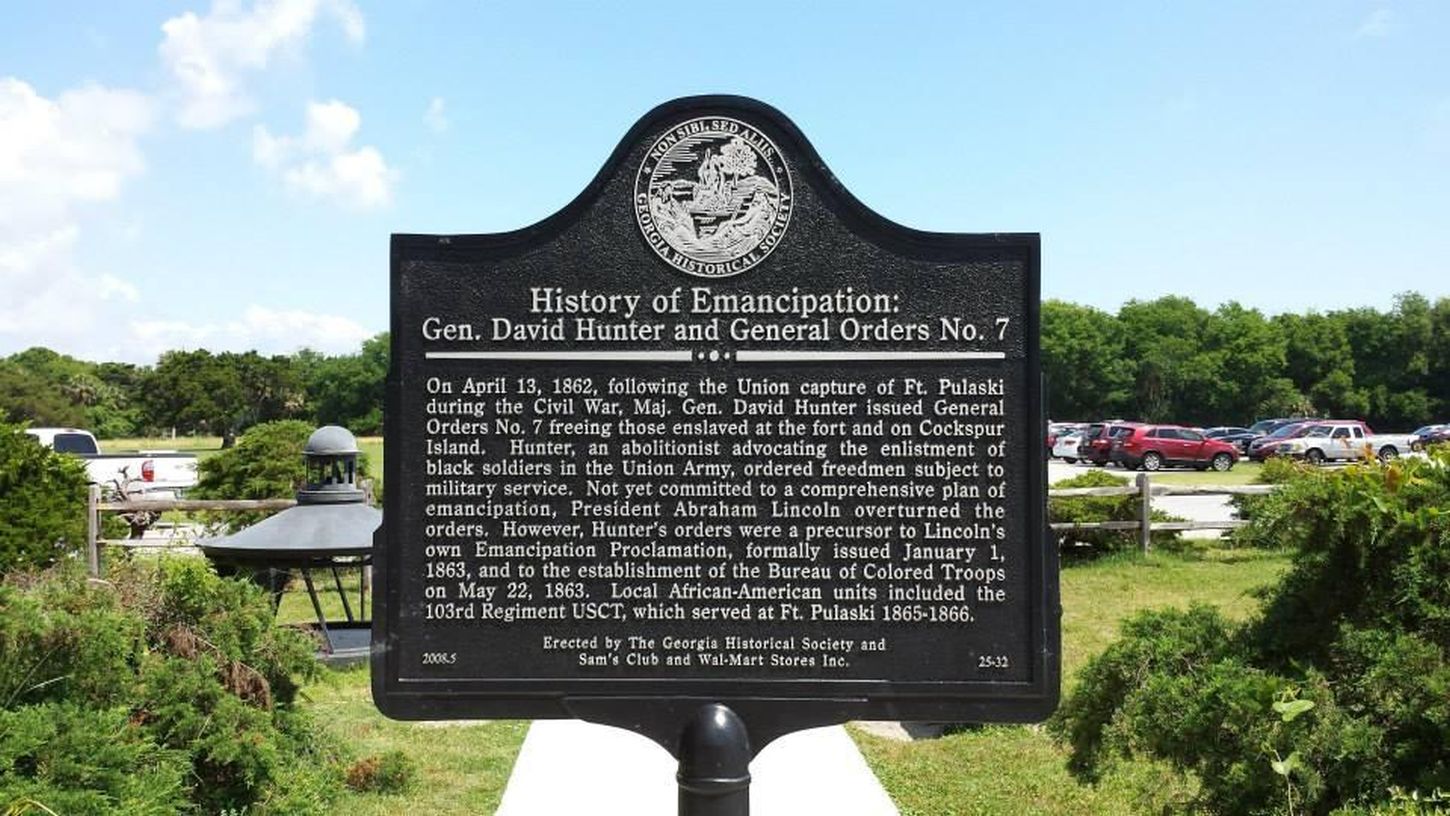 NON SIBI, SED ALIIS
GEORGIA HISTORICAL SOCIETY
History of Emancipation:
Gen. David Hunter and General Orders No. 7
On April 13, 1862, following the Union capture of Ft. Pulaski
during the Civil War, Maj. Gen. David Hunter issued General
Orders No. 7 freeing those enslaved at the fort and on Cockspur
Island. Hunter, an abolitionist advocating the enlistment of
black soldiers in the Union Army, ordered freedmen subject to
military service. Not yet committed to a comprehensive plan of
emancipation, President Abraham Lincoln overturned the
orders. However, Hunter's orders were a precursor to Lincoln's
own Emancipation Proclamation, formally issued January 1,
1863, and to the establishment of the Bureau of Colored Troops
on May 22, 1863. Local African-American units included the
103rd Regiment USCT, which served at Ft. Pulaski 1865-1866.
Erected by The Georgia Historical Society and
Sam's Club and Wal-Mart Stores Inc.
2008.5
25-32